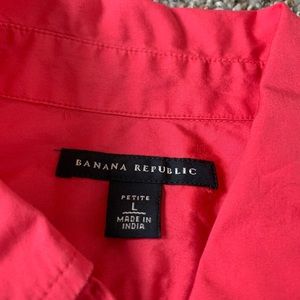 BANANA REPUBLIC
PETITE
L
MADE IN
INDIA